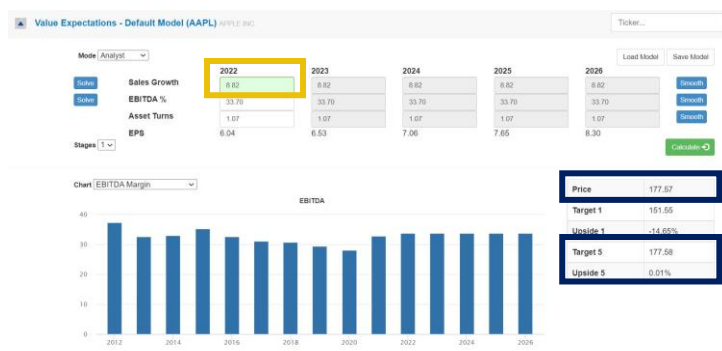 Value Expectations - Default Model (AAPL) APPLE INC
Ticker...
Mode Analyst
Load Model Save Model
2022 2023 2024 2025 2026
Solve Sales Growth 8.82 8.82 8.82 8.82 8.82 Smooth
Solve EBITDA % 33.70 33.70 33.70 33.70 33.70 Smooth
Asset Turns 1.07 1.07 1.07 1.07 1.07 Smooth
EPS 6.04 6.53 7.06 7.65 8.30
Stages 1
Calculate
Chart EBITDA Margin
EBITDA
40
30
20
10
0
2012 2014 2016 2018 2020 2022 2024 2026
Price 177.57
Target 1 151.55
Upside 1 -14.65%
Target 5 177.58
Upside 5 0.01%